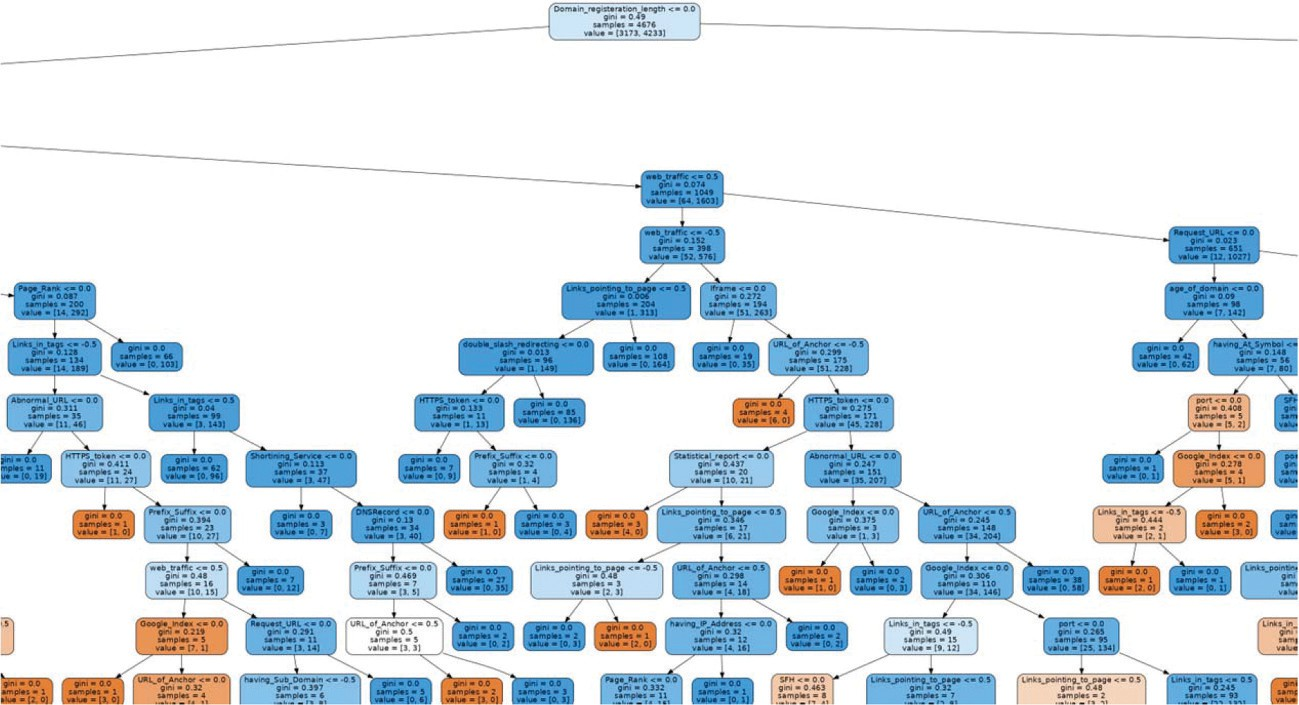 Domain_registeration_length <= 0.0
gini = 0.49
samples = 4676
value = [3173, 4233]
web_traffic <= 0.5
gini = 0.074
samples = 1049
value = [64, 1603]
web_traffic <= -0.5
gini = 0.152
samples = 398
value = [52, 576]
Request_URL <= 0.0
gini = 0.023
samples = 651
value = [12, 1027]
Page_Rank <= 0.0
gini = 0.087
samples = 200
value = [14, 292]
Links_pointing_to_page <= 0.5
gini = 0.006
samples = 204
value = [1, 313]
Iframe <= 0.0
gini = 0.272
samples = 194
value = [51, 263]
age_of_domain <= 0.0
gini = 0.09
samples = 98
value = [7, 142]
Links_in_tags <= -0.5
gini = 0.128
samples = 134
value = [14, 189]
gini = 0.0
samples = 66
value = [0, 103]
double_slash_redirecting <= 0.0
gini = 0.013
samples = 96
value = [1, 149]
gini = 0.0
samples = 108
value = [0, 164]
gini = 0.0
samples = 19
value = [0, 35]
URL_of_Anchor <= -0.5
gini = 0.299
samples = 175
value = [51, 228]
gini = 0.0
samples = 42
value = [0, 62]
having_At_Symbol <=
gini = 0.148
samples = 56
value = [7, 80]
Abnormal_URL <= 0.0
gini = 0.311
samples = 35
value = [11, 46]
Links_in_tags <= 0.5
gini = 0.04
samples = 99
value = [3, 143]
HTTPS_token <= 0.0
gini = 0.133
samples = 11
value = [1, 13]
gini = 0.0
samples = 85
value = [0, 136]
gini = 0.0
samples = 4
value = [6, 0]
HTTPS_token <= 0.0
gini = 0.275
samples = 171
value = [45, 228]
port <= 0.0
gini = 0.408
samples = 5
value = [5, 2]
SFH
gini
gini = 0.0
samples = 11
value = [0, 19]
HTTPS_token <= 0.0
gini = 0.411
samples = 24
value = [11, 27]
gini = 0.0
samples = 62
value = [0, 96]
Shortining_Service <= 0.0
gini = 0.113
samples = 37
value = [3, 47]
gini = 0.0
samples = 7
value = [0, 9]
Prefix_Suffix <= 0.0
gini = 0.32
samples = 4
value = [1, 4]
Statistical_report <= 0.0
gini = 0.437
samples = 20
value = [10, 21]
Abnormal_URL <= 0.0
gini = 0.247
samples = 151
value = [35, 207]
gini = 0.0
samples = 1
value = [0, 1]
Google_Index <= 0.0
gini = 0.278
samples = 4
value = [5, 1]
gini = 0.0
samples = 1
value = [1, 0]
Prefix_Suffix <= 0.0
gini = 0.394
samples = 23
value = [10, 27]
gini = 0.0
samples = 3
value = [0, 7]
DNSRecord <= 0.0
gini = 0.13
samples = 34
value = [3, 40]
gini = 0.0
samples = 1
value = [1, 0]
gini = 0.0
samples = 3
value = [0, 4]
gini = 0.0
samples = 3
value = [4, 0]
Links_pointing_to_page <= 0.5
gini = 0.346
samples = 17
value = [6, 21]
Google_Index <= 0.0
gini = 0.375
samples = 3
value = [1, 3]
URL_of_Anchor <= 0.5
gini = 0.245
samples = 148
value = [34, 204]
Links_in_tags <= -0.5
gini = 0.444
samples = 2
value = [2, 1]
gini = 0.0
samples = 2
value = [3, 0]
web_traffic <= 0.5
gini = 0.48
samples = 16
value = [10, 15]
gini = 0.0
samples = 7
value = [0, 12]
Prefix_Suffix <= 0.0
gini = 0.469
samples = 7
value = [3, 5]
gini = 0.0
samples = 27
value = [0, 35]
Links_pointing_to_page <= -0.5
gini = 0.48
samples = 3
value = [2, 3]
URL_of_Anchor <= 0.5
gini = 0.298
samples = 14
value = [4, 18]
gini = 0.0
samples = 1
value = [1, 0]
gini = 0.0
samples = 2
value = [0, 3]
Google_Index <= 0.0
gini = 0.306
samples = 110
value = [34, 146]
gini = 0.0
samples = 38
value = [0, 58]
gini = 0.0
samples = 2
value = [2, 0]
gini = 0.0
samples = 1
value = [0, 1]
Google_Index <= 0.0
gini = 0.219
samples = 5
value = [7, 1]
Request_URL <= 0.0
gini = 0.291
samples = 11
value = [3, 14]
URL_of_Anchor <= 0.5
gini = 0.5
samples = 5
value = [3, 3]
gini = 0.0
samples = 2
value = [0, 2]
gini = 0.0
samples = 2
value = [0, 3]
gini = 0.0
samples = 1
value = [2, 0]
having_IP_Address <= 0.0
gini = 0.32
samples = 12
value = [4, 16]
gini = 0.0
samples = 2
value = [0, 2]
Links_in_tags <= -0.5
gini = 0.49
samples = 15
value = [9, 12]
port <= 0.0
gini = 0.265
samples = 95
value = [25, 134]
gini = 0.0
samples = 1
value = [2, 0]
gini = 0.0
samples = 1
value = [3, 0]
URL_of_Anchor <= 0.0
gini = 0.32
samples = 4
having_Sub_Domain <= -0.5
gini = 0.397
samples = 6
gini = 0.0
samples = 5
value = [0, 6]
gini = 0.0
samples = 2
value = [3, 0]
gini = 0.0
samples = 3
value = [0, 3]
Page_Rank <= 0.0
gini = 0.332
samples = 11
gini = 0.0
samples = 1
value = [0, 1]
SFH <= 0.0
gini = 0.463
samples = 8
Links_pointing_to_page <= 0.5
gini = 0.32
samples = 7
Links_pointing_to_page <= 0.5
gini = 0.48
samples = 2
Links_in_tags <= 0.5
gini = 0.245
samples = 93